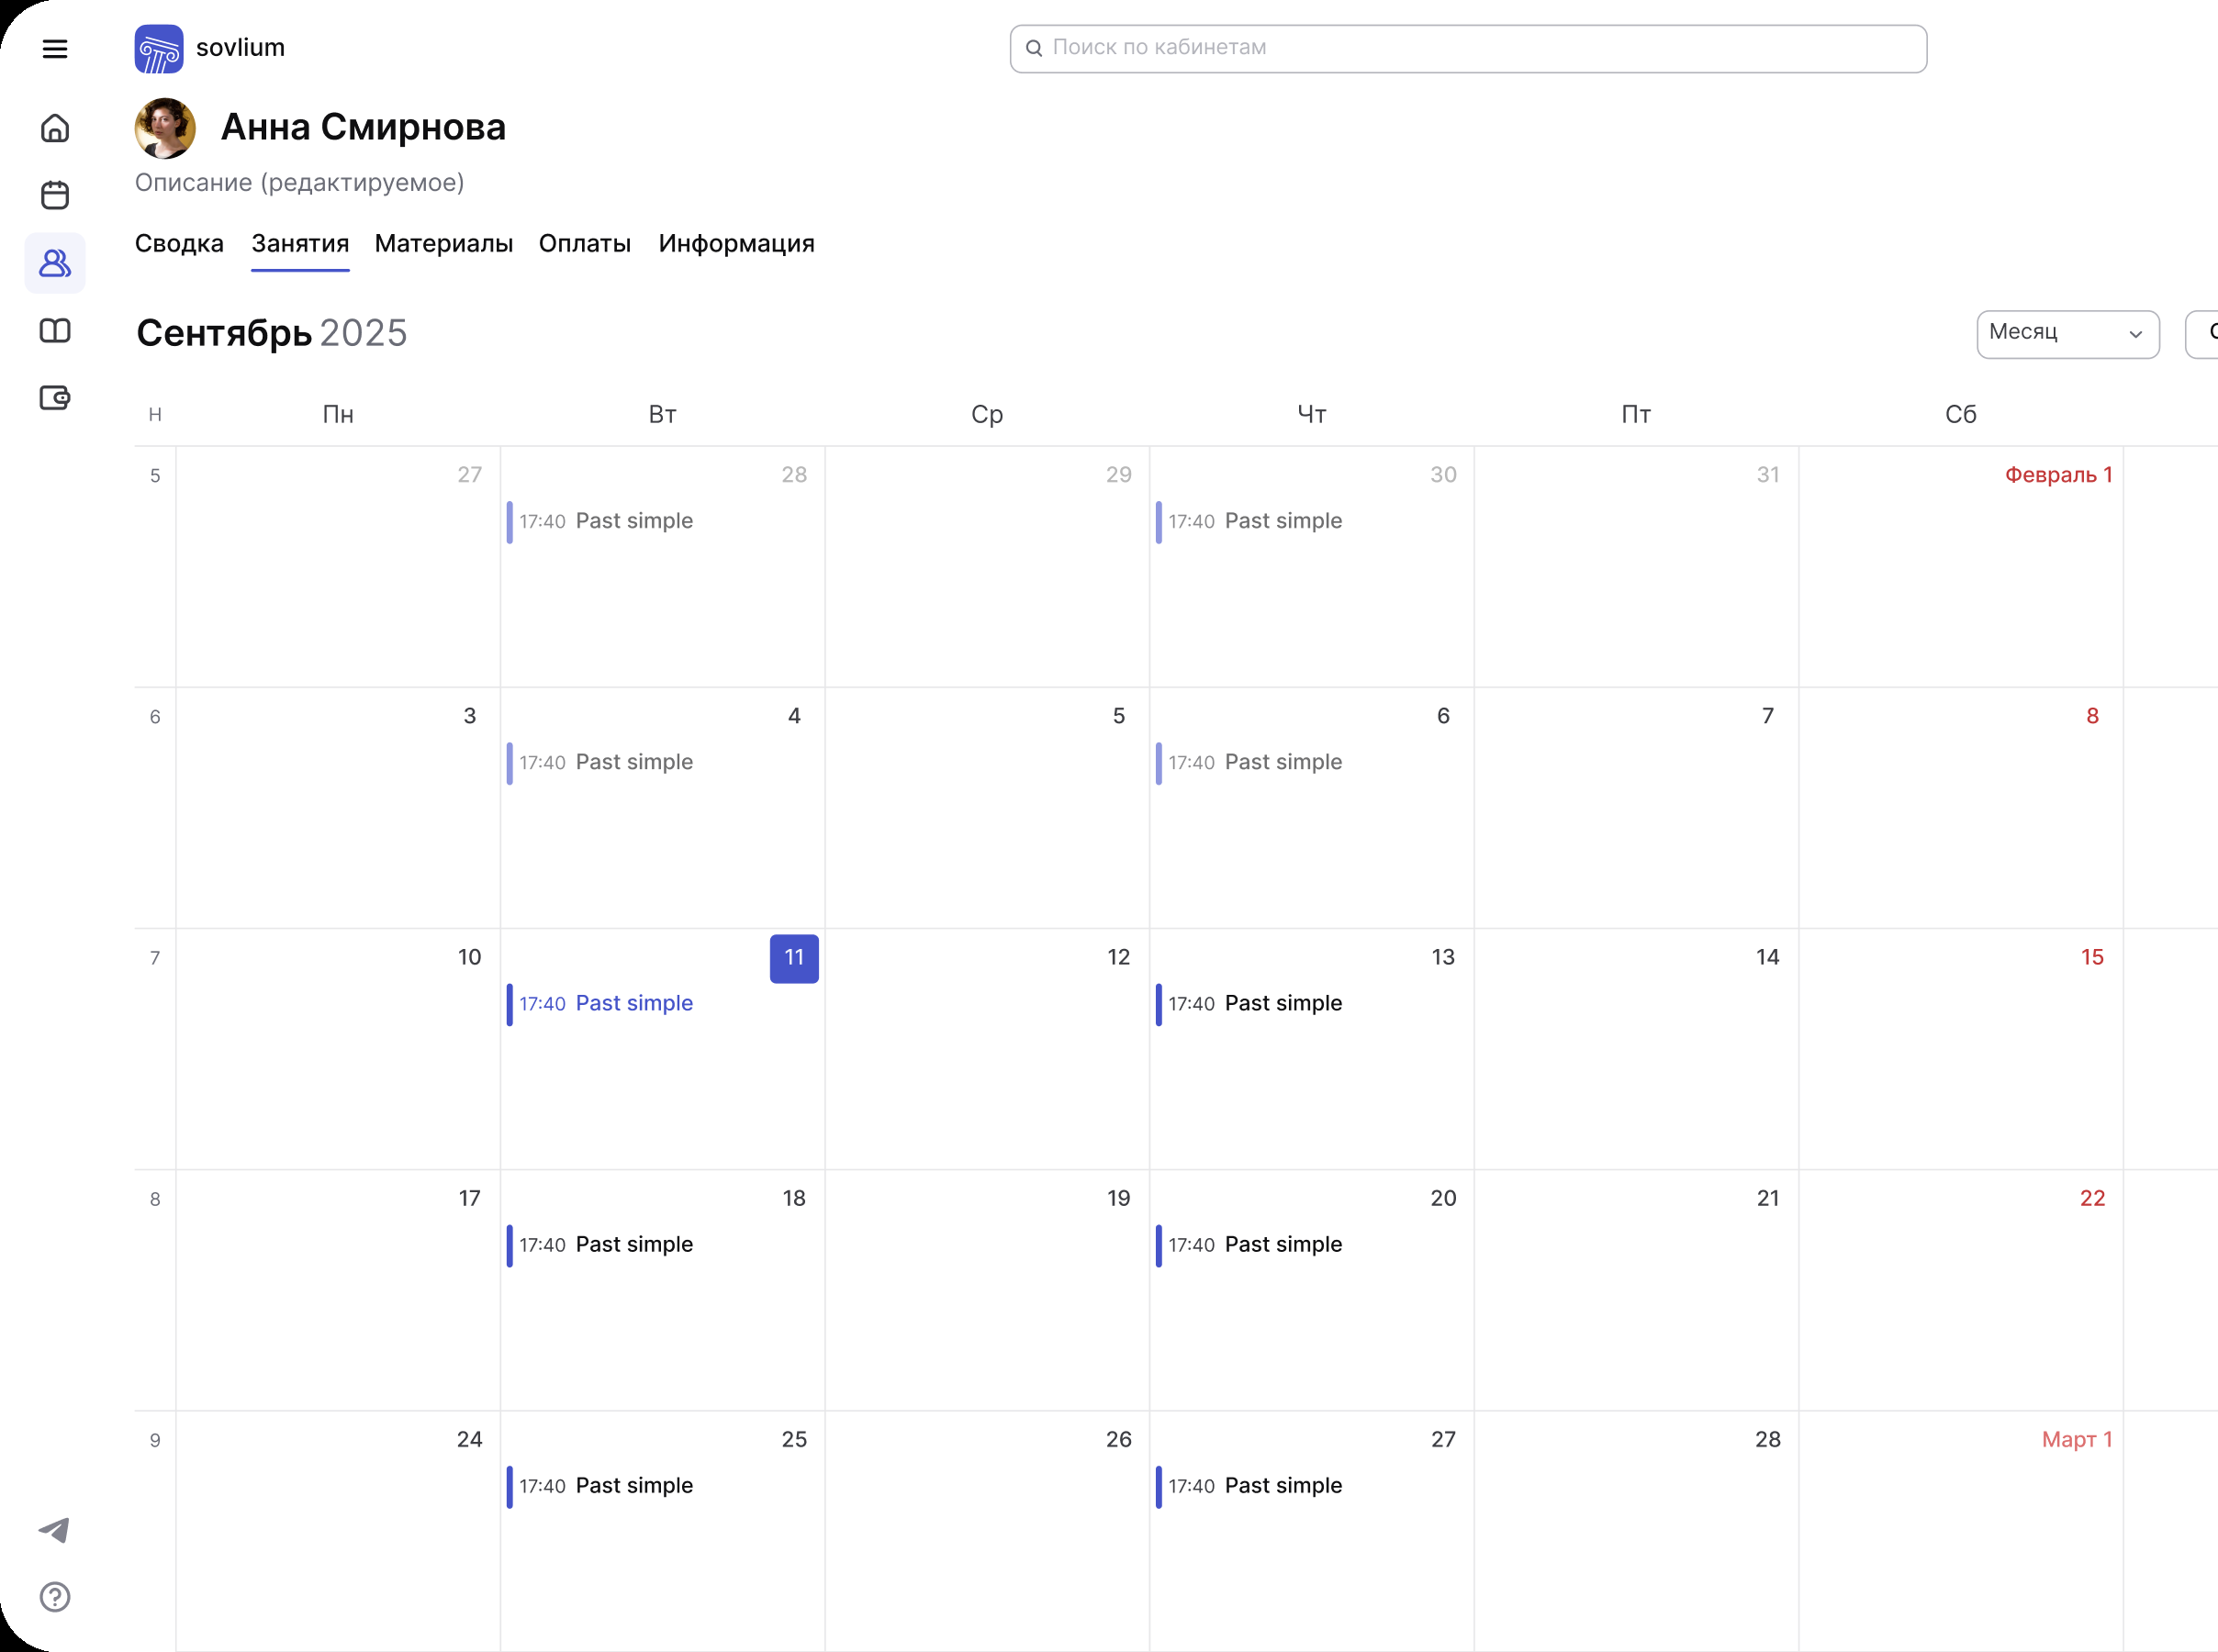 sovlium
Поиск по кабинетам
Анна Смирнова
Описание (редактируемое)
Сводка Занятия Материалы Оплаты Информация
Сентябрь 2025
Месяц
Н Пн Вт Ср Чт Пт Сб
5 27 28 29 30 31 Февраль 1
17:40 Past simple 17:40 Past simple
6 3 4 5 6 7 8
17:40 Past simple 17:40 Past simple
7 10 11 12 13 14 15
17:40 Past simple 17:40 Past simple
8 17 18 19 20 21 22
17:40 Past simple 17:40 Past simple
9 24 25 26 27 28 Март 1
17:40 Past simple 17:40 Past simple